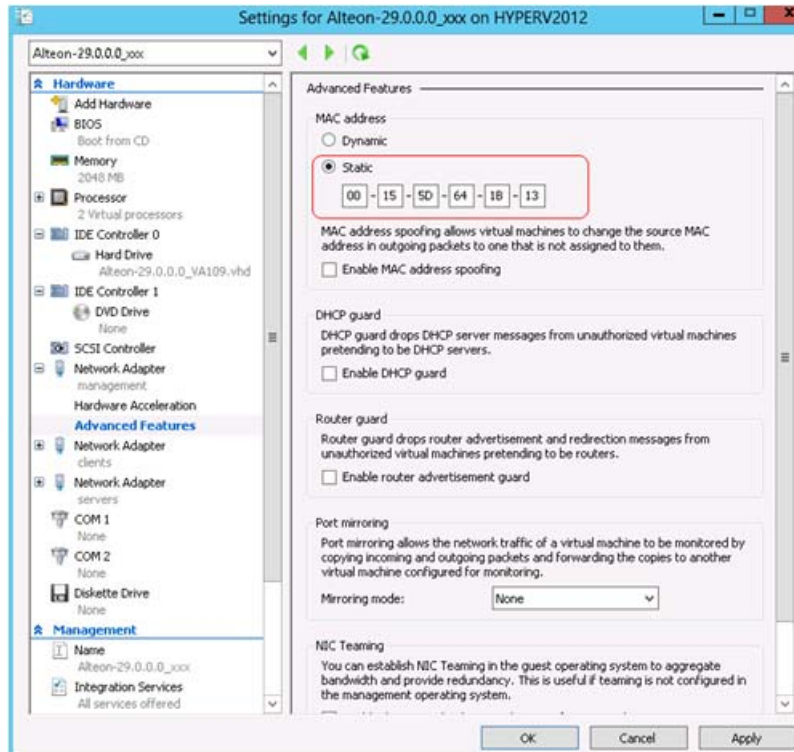 Settings for Alteon-29.0.0.0_xxx on HYPERV2012
Alteon-29.0.0.0_xxx
Hardware
Add Hardware
BIOS
Boot from CD
Memory
2048 MB
Processor
2 Virtual processors
IDE Controller 0
Hard Drive
Alteon-29.0.0.0_VA109.vhd
IDE Controller 1
DVD Drive
None
SCSI Controller
Network Adapter
management
Hardware Acceleration
Advanced Features
Network Adapter
clients
Network Adapter
servers
COM 1
None
COM 2
None
Diskette Drive
None
Management
Name
Alteon-29.0.0.0_xxx
Integration Services
All services offered
Advanced Features
MAC address
Dynamic
Static
00 - 15 - 5D - 64 - 1B - 13
MAC address spoofing allows virtual machines to change the source MAC
address in outgoing packets to one that is not assigned to them.
Enable MAC address spoofing
DHCP guard
DHCP guard drops DHCP server messages from unauthorized virtual machines
pretending to be DHCP servers.
Enable DHCP guard
Router guard
Router guard drops router advertisement and redirection messages from
unauthorized virtual machines pretending to be routers.
Enable router advertisement guard
Port mirroring
Port mirroring allows the network traffic of a virtual machine to be monitored by
copying incoming and outgoing packets and forwarding the copies to another
virtual machine configured for monitoring.
Mirroring mode:
None
NIC Teaming
You can establish NIC Teaming in the guest operating system to aggregate
bandwidth and provide redundancy. This is useful if teaming is not configured in
the management operating system.
OK
Cancel
Apply